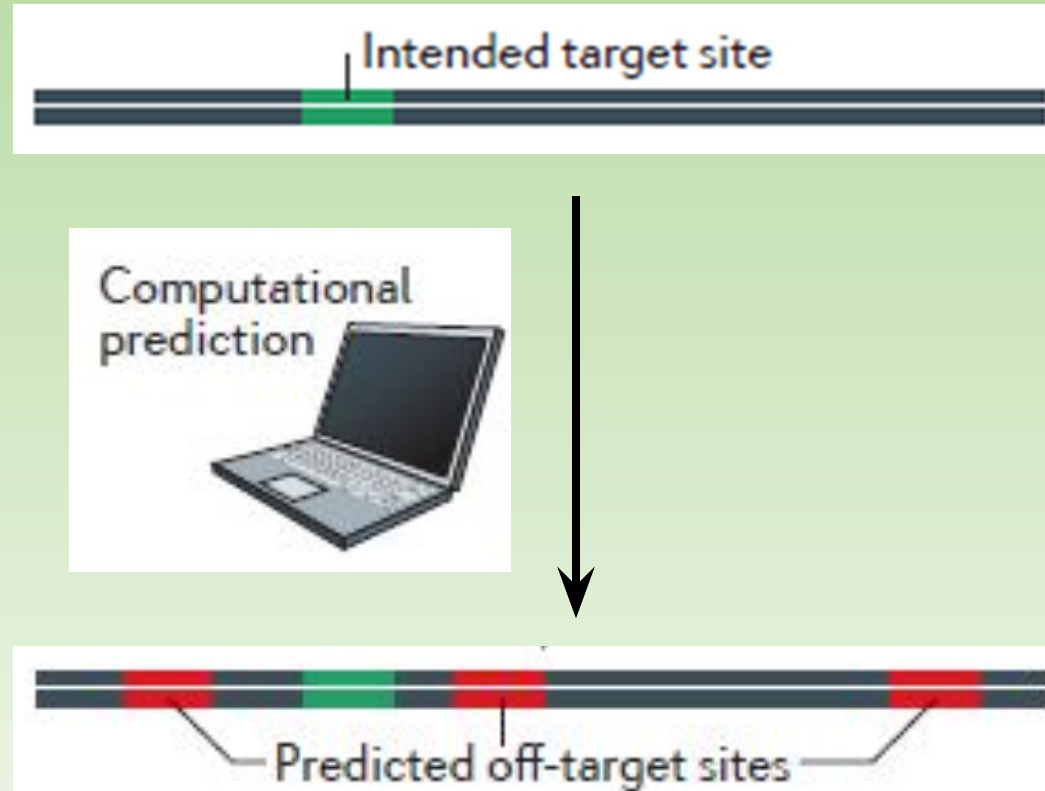 Intended target site
Computational
prediction
Predicted off-target sites